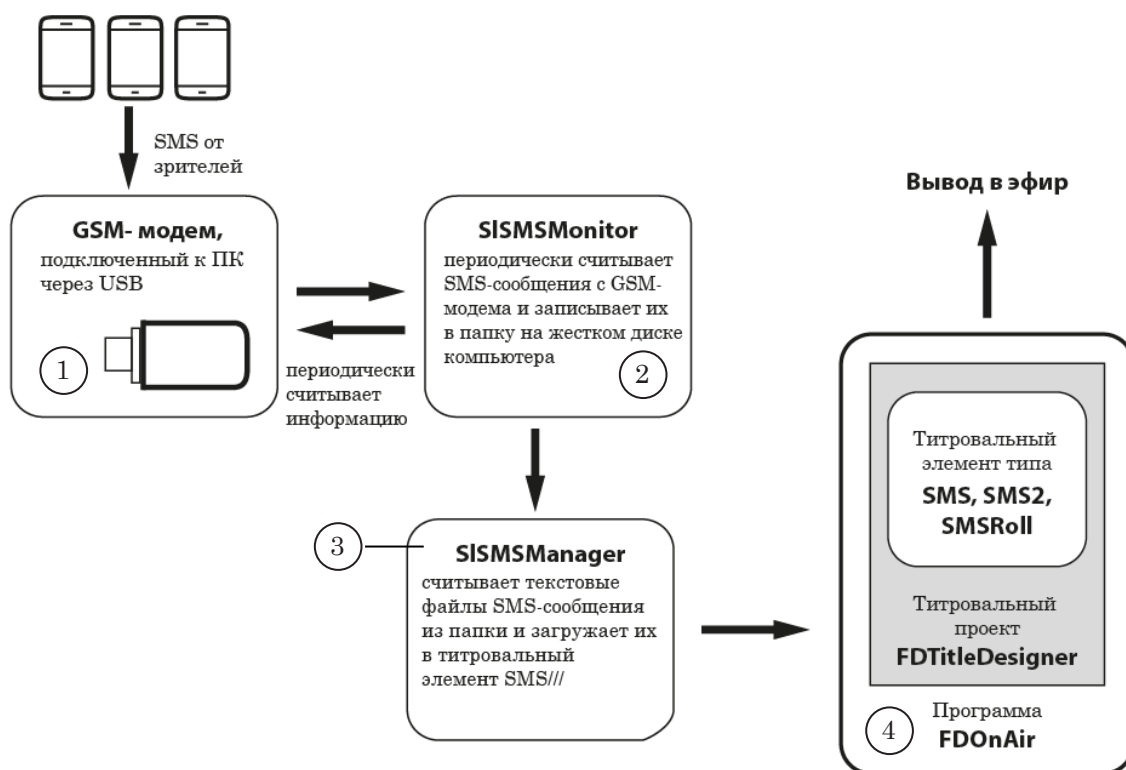 SMS от
зрителей
GSM- модем,
подключенный к ПК
через USB
1
периодически
считывает
информацию
SlSMSMonitor
периодически считывает
SMS-сообщения с GSM-
модема и записывает их
в папку на жестком диске
компьютера
2
3
SlSMSManager
считывает текстовые
файлы SMS-сообщения
из папки и загружает их
в титровальный
элемент SMS///
Вывод в эфир
Титровальный
элемент типа
SMS, SMS2,
SMSRoll
Титровальный
проект
FDTitleDesigner
4
Программа
FDOnAir